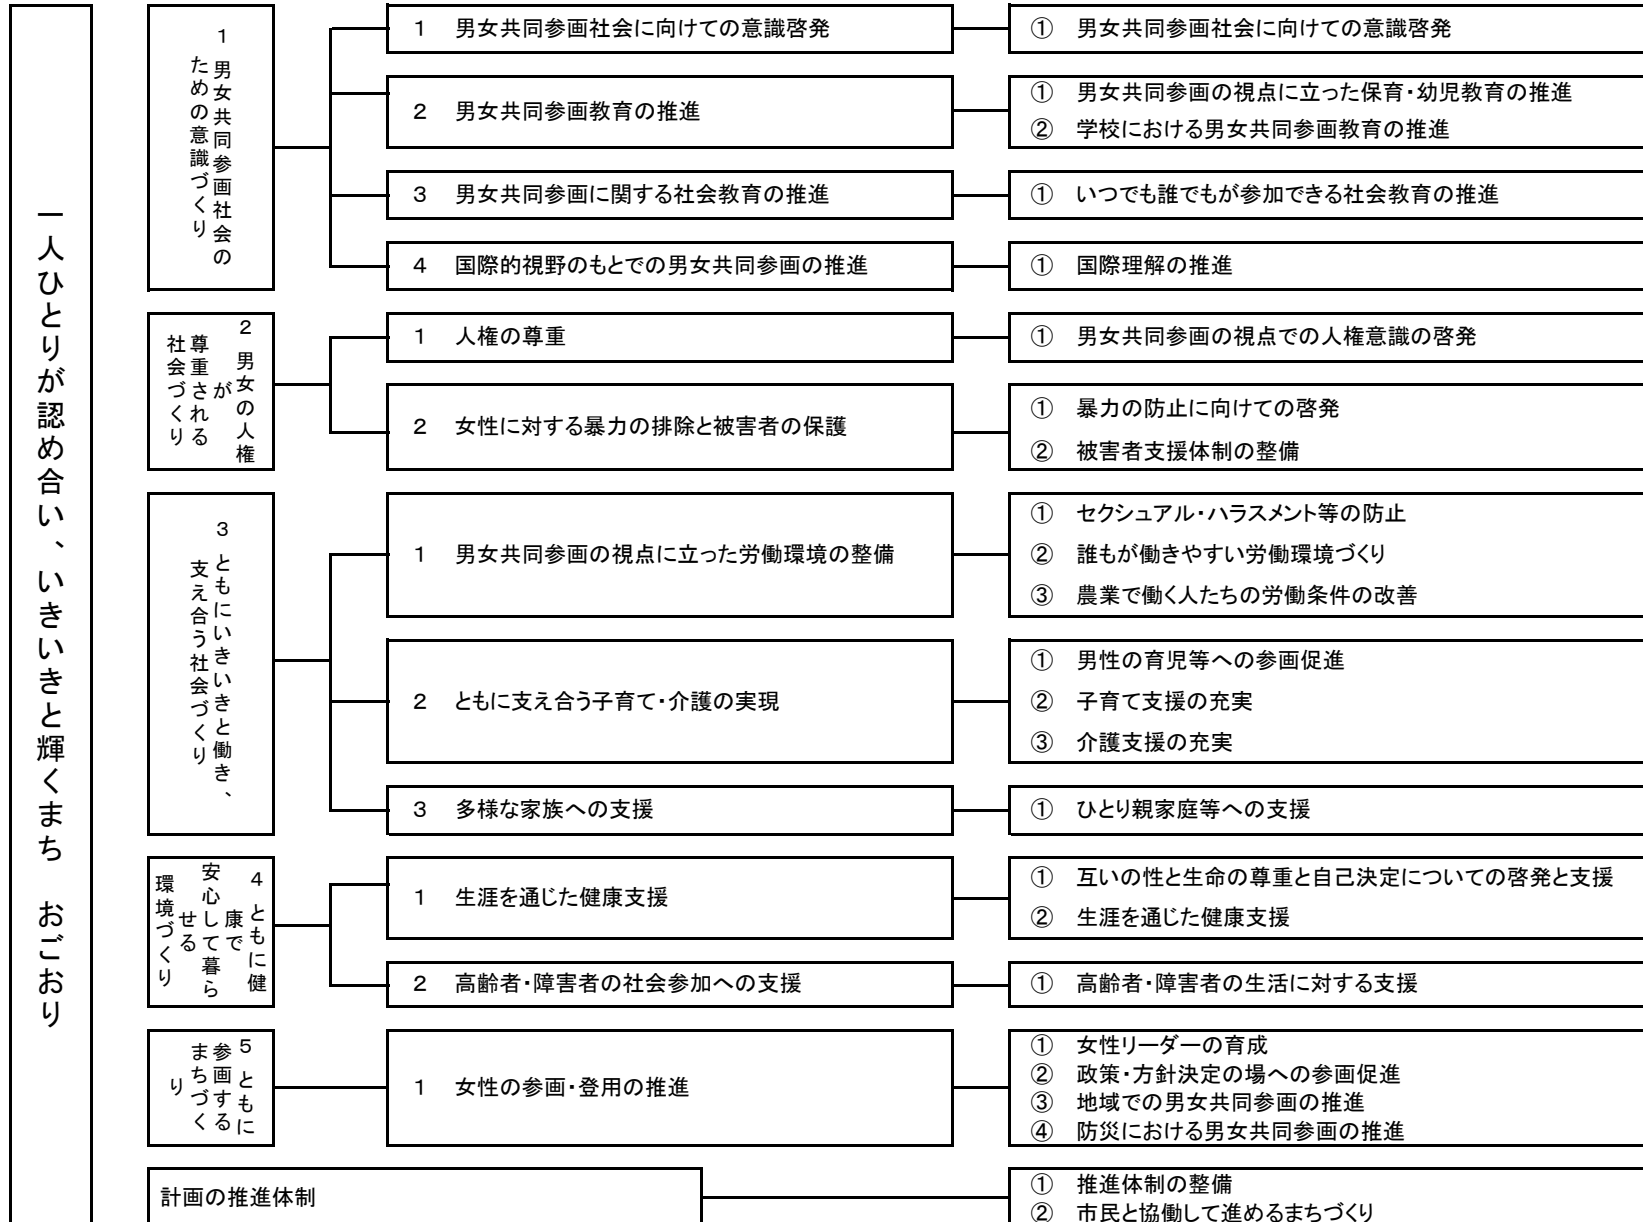 一人ひとりが認め合い、いきいきと輝くまち　おごおり
1 男女共同参画社会の
ための意識づくり
1 男女共同参画社会に向けての意識啓発
① 男女共同参画社会に向けての意識啓発
2 男女共同参画教育の推進
① 男女共同参画の視点に立った保育・幼児教育の推進
② 学校における男女共同参画教育の推進
3 男女共同参画に関する社会教育の推進
① いつでも誰でもが参加できる社会教育の推進
4 国際的視野のもとでの男女共同参画の推進
① 国際理解の推進
2 男女の人権
が
尊重される
社会づくり
1 人権の尊重
① 男女共同参画の視点での人権意識の啓発
2 女性に対する暴力の排除と被害者の保護
① 暴力の防止に向けての啓発
② 被害者支援体制の整備
3 ともにいきいきと働き、
支え合う社会づくり
1 男女共同参画の視点に立った労働環境の整備
① セクシュアル・ハラスメント等の防止
② 誰もが働きやすい労働環境づくり
③ 農業で働く人たちの労働条件の改善
2 ともに支え合う子育て・介護の実現
① 男性の育児等への参画促進
② 子育て支援の充実
③ 介護支援の充実
3 多様な家族への支援
① ひとり親家庭等への支援
4 ともに健
康で
安心して暮ら
せる
環境づくり
1 生涯を通じた健康支援
① 互いの性と生命の尊重と自己決定についての啓発と支援
② 生涯を通じた健康支援
2 高齢者・障害者の社会参加への支援
① 高齢者・障害者の生活に対する支援
5 ともに
参画する
まちづく
り
1 女性の参画・登用の推進
① 女性リーダーの育成
② 政策・方針決定の場への参画促進
③ 地域での男女共同参画の推進
④ 防災における男女共同参画の推進
計画の推進体制
① 推進体制の整備
② 市民と協働して進めるまちづくり